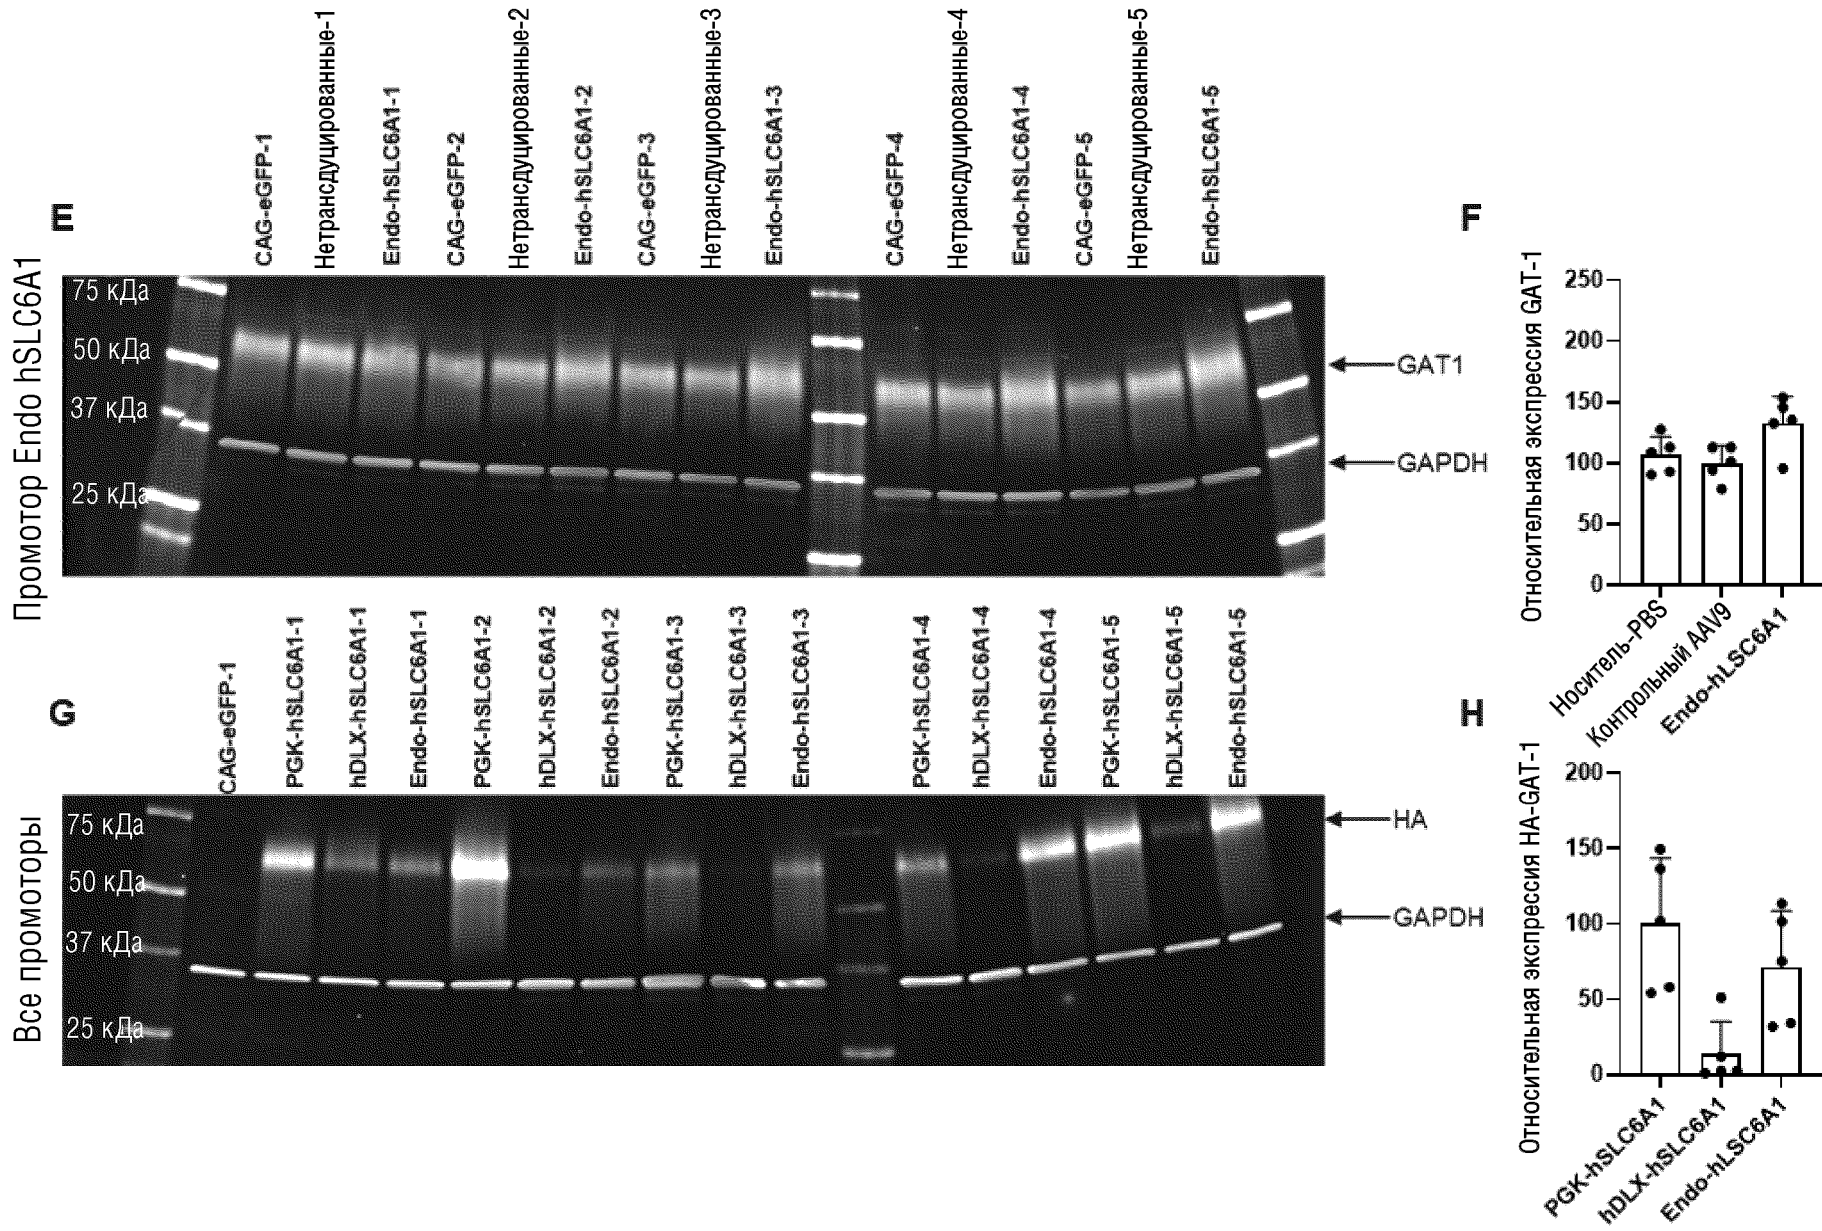 E
Промотор Endo hSLC6A1
CAG-eGFP-1
Нетрансдуцированные-1
Endo-hSLC6A1-1
CAG-eGFP-2
Нетрансдуцированные-2
Endo-hSLC6A1-2
CAG-eGFP-3
Нетрансдуцированные-3
Endo-hSLC6A1-3
CAG-eGFP-4
Нетрансдуцированные-4
Endo-hSLC6A1-4
CAG-eGFP-5
Нетрансдуцированные-5
Endo-hSLC6A1-5
75 кДа
50 кДа
37 кДа
25 кДа
GAT1
GAPDH
F
Относительная экспрессия GAT-1
250
200
150
100
50
0
Носитель-PBS
Контрольный AAV9
Endo-hLSC6A1
G
Все промоторы
CAG-eGFP-1
PGK-hSLC6A1-1
hDLX-hSLC6A1-1
Endo-hSLC6A1-1
PGK-hSLC6A1-2
hDLX-hSLC6A1-2
Endo-hSLC6A1-2
PGK-hSLC6A1-3
hDLX-hSLC6A1-3
Endo-hSLC6A1-3
PGK-hSLC6A1-4
hDLX-hSLC6A1-4
Endo-hSLC6A1-4
PGK-hSLC6A1-5
hDLX-hSLC6A1-5
Endo-hSLC6A1-5
75 кДа
50 кДа
37 кДа
25 кДа
HA
GAPDH
H
Относительная экспрессия HA-GAT-1
200
150
100
50
0
PGK-hSLC6A1
hDLX-hSLC6A1
Endo-hLSC6A1